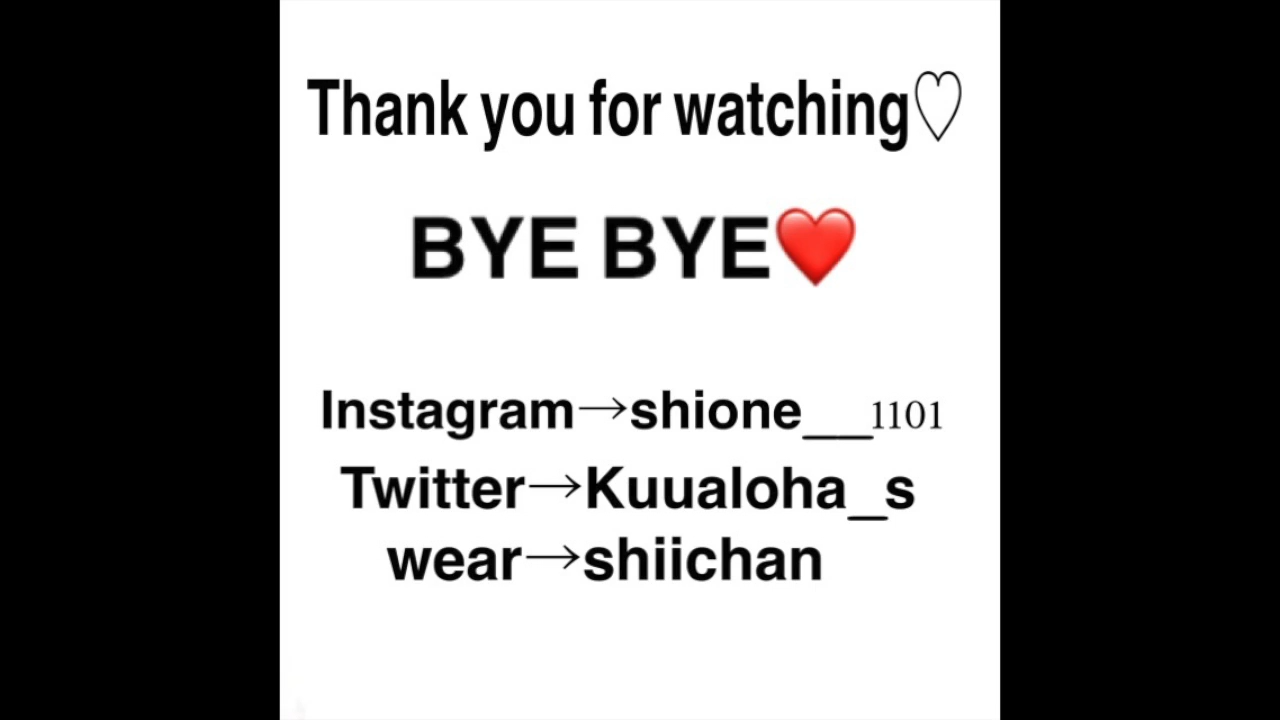 Thank you for watching♡
BYE BYE❤️
Instagram→shione__1101
Twitter→Kuualoha_s
wear→shiichan